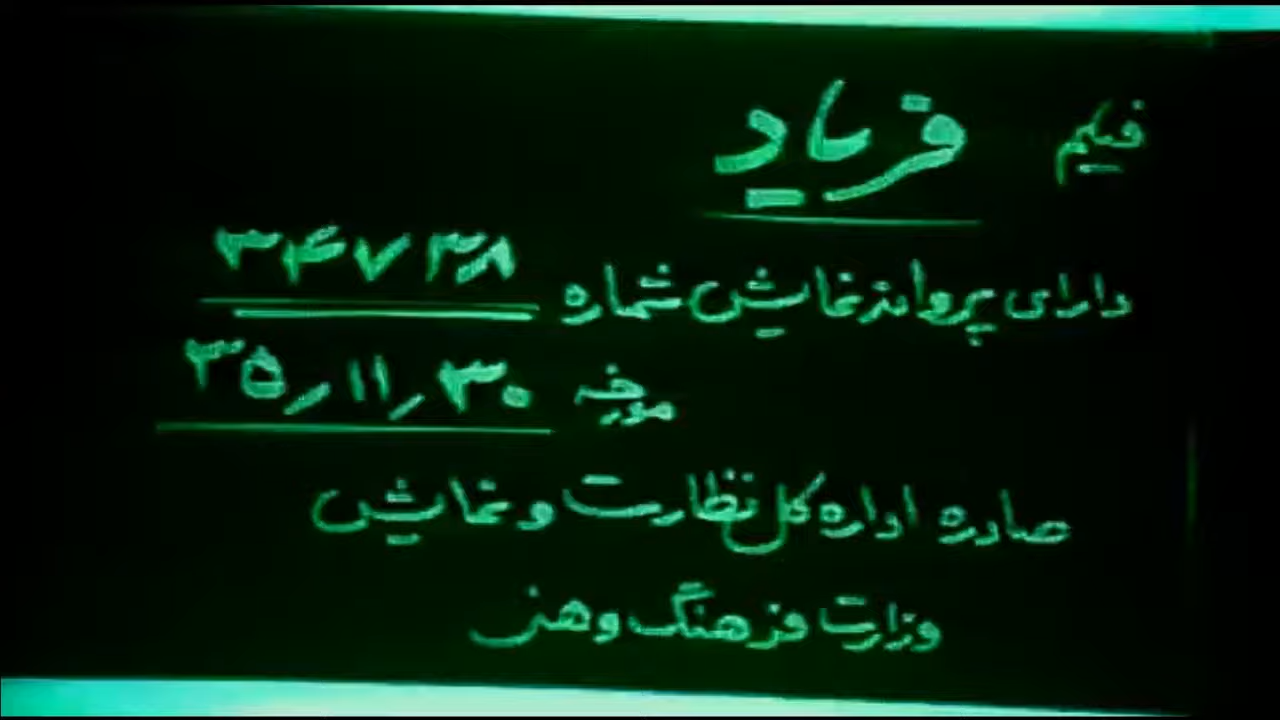 فیلم فریاد
دارای پروانه نمایش شماره ۳۴۷۳۸
مورخه ۳۵٫۱۱٫۳۰
صادره اداره کل نظارت و نمایش
وزارت فرهنگ و هنر